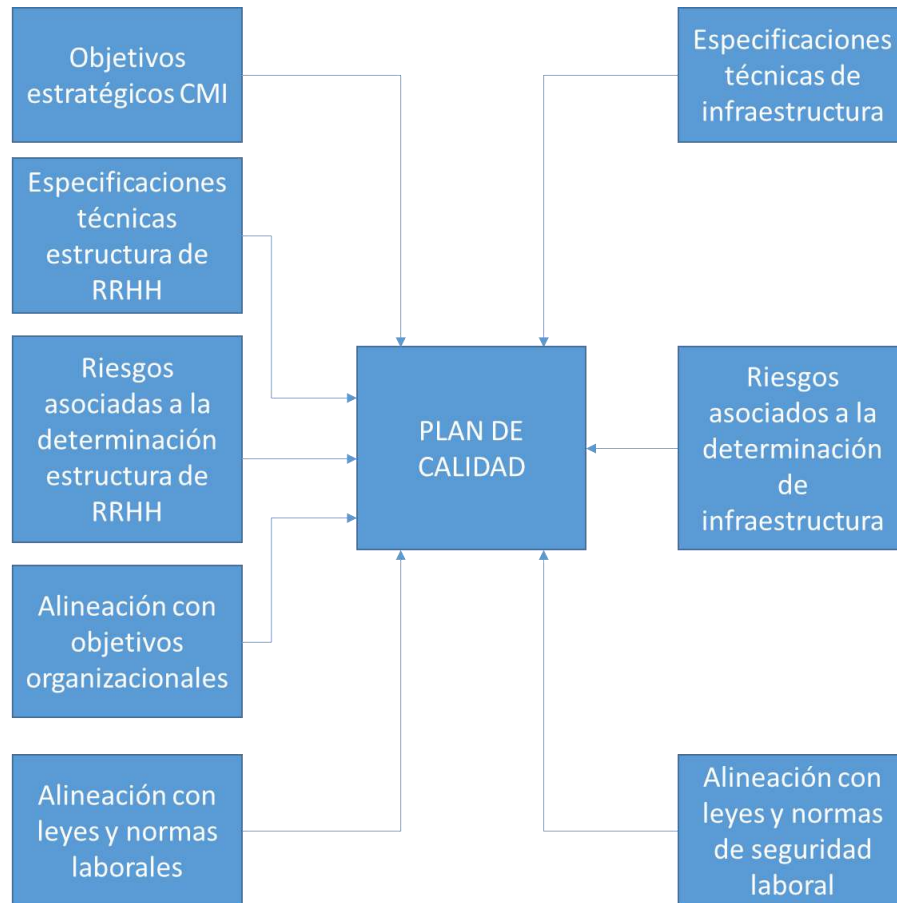 Objetivos
estratégicos CMI
Especificaciones
técnicas
estructura de
RRHH
Riesgos
asociadas a la
determinación
estructura de
RRHH
Alineación con
objetivos
organizacionales
Alineación con
leyes y normas
laborales
PLAN DE
CALIDAD
Especificaciones
técnicas de
infraestructura
Riesgos
asociados a la
determinación
de
infraestructura
Alineación con
leyes y normas
de seguridad
laboral